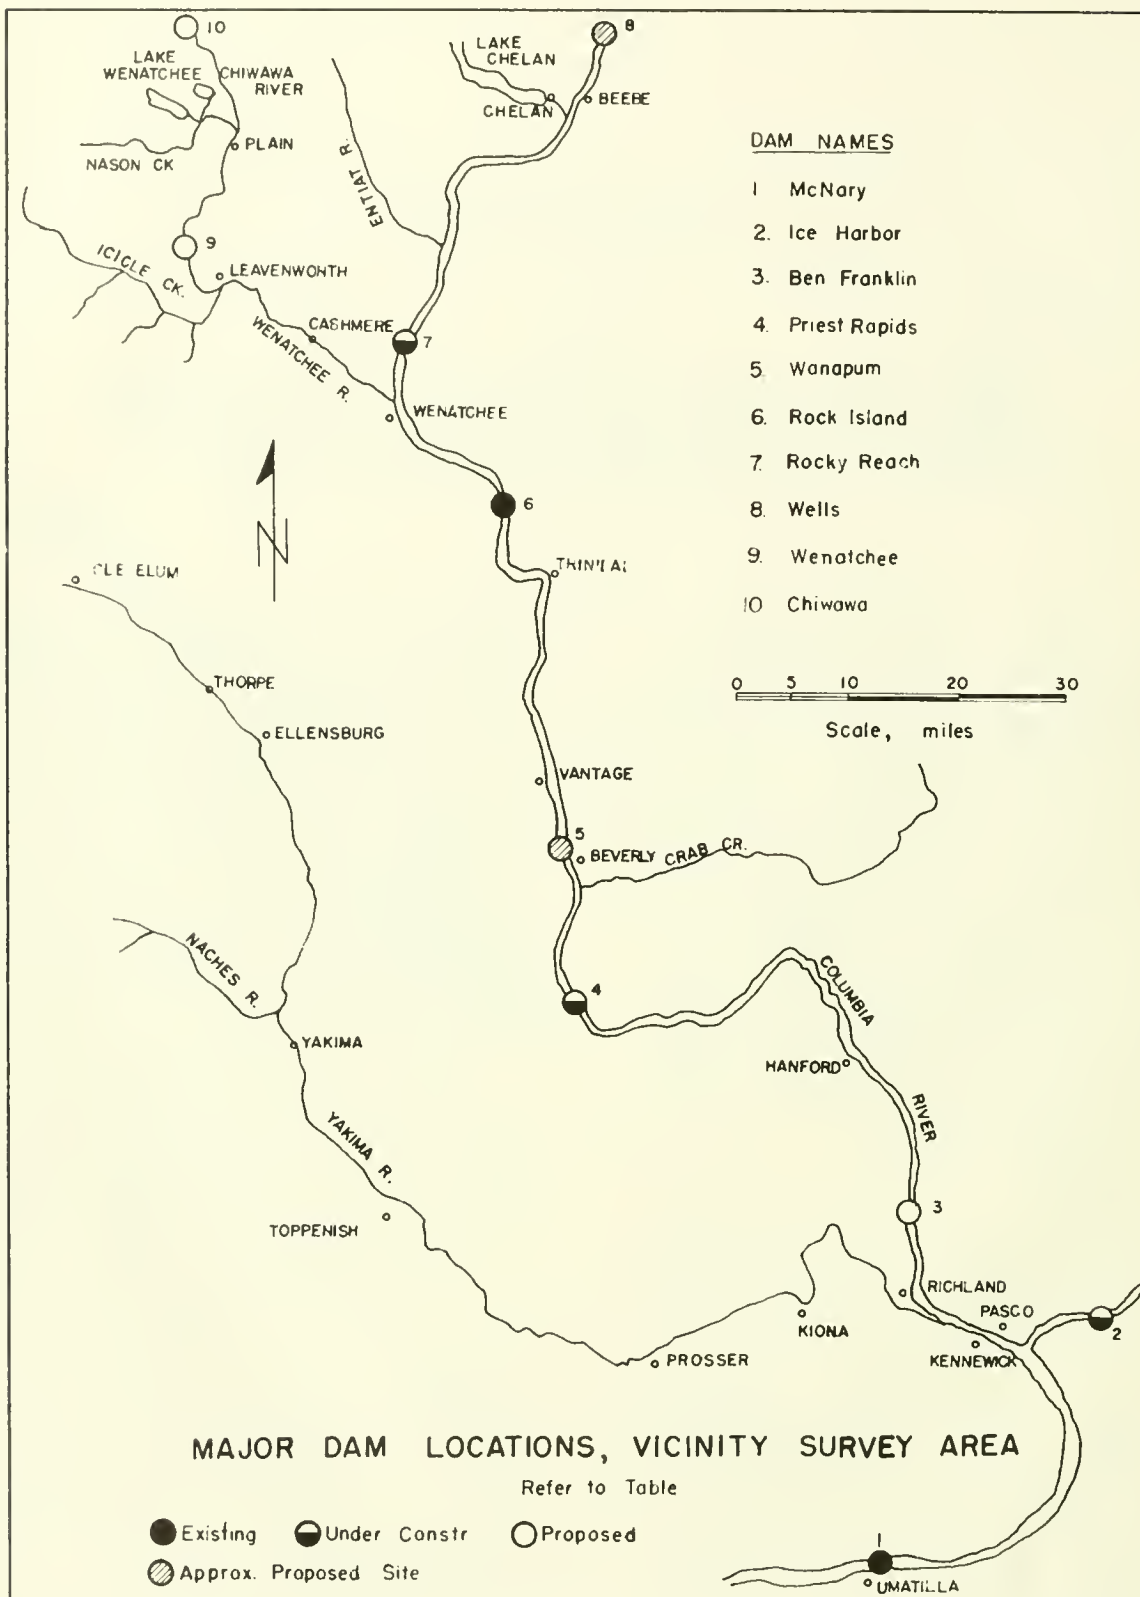 10
8
LAKE
WENATCHEE
CHIWAWA
RIVER
LAKE
CHELAN
CHELAN
BEEBE
PLAIN
NASON CK
ENTIAT R.
DAM NAMES
1 McNary
2. Ice Harbor
3. Ben Franklin
4. Priest Rapids
5. Wanapum
6. Rock Island
7. Rocky Reach
8. Wells
9. Wenatchee
10 Chiwawa
9
ICICLE CK.
LEAVENWORTH
CASHMERE
7
WENATCHEE R.
WENATCHEE
N
6
CLE ELUM
THORPE
ELLENSBURG
0 5 10 20 30
Scale, miles
VANTAGE
5
BEVERLY
CRAB CR.
NACHES R.
4
COLUMBIA
RIVER
YAKIMA
HANFORD
YAKIMA R.
TOPPENISH
3
RICHLAND
PASCO
2
KIONA
KENNEWICK
PROSSER
MAJOR DAM LOCATIONS, VICINITY SURVEY AREA
Refer to Table
Existing Under Constr Proposed
Approx. Proposed Site
1
UMATILLA